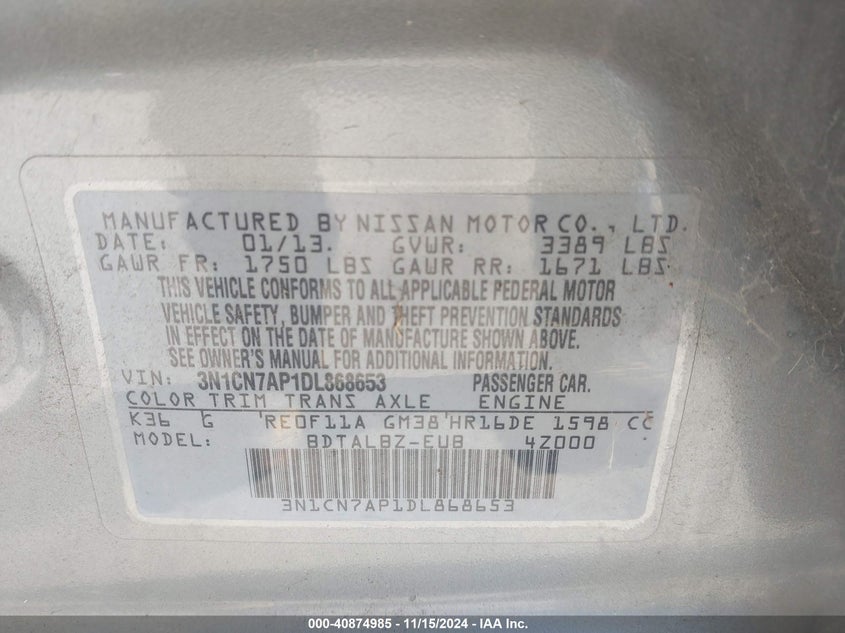 MANUFACTURED BY NISSAN MOTOR CO., LTD.
DATE: 01/13. GVWR: 3389 LBS
GAWR FR: 1750 LBS GAWR RR: 1671 LBS
THIS VEHICLE CONFORMS TO ALL APPLICABLE FEDERAL MOTOR
VEHICLE SAFETY, BUMPER AND THEFT PREVENTION STANDARDS
IN EFFECT ON THE DATE OF MANUFACTURE SHOWN ABOVE.
SEE OWNER'S MANUAL FOR ADDITIONAL INFORMATION
VIN: 3N1CN7AP1DL868653 PASSENGER CAR.
COLOR TRIM TRANS AXLE ENGINE
K36 G RE0F11A GM38 HR16DE 1598 CC
MODEL: BDTALBZ-EUB 4Z000
3N1CN7AP1DL868653
000-40874985 - 11/15/2024 - IAA Inc.